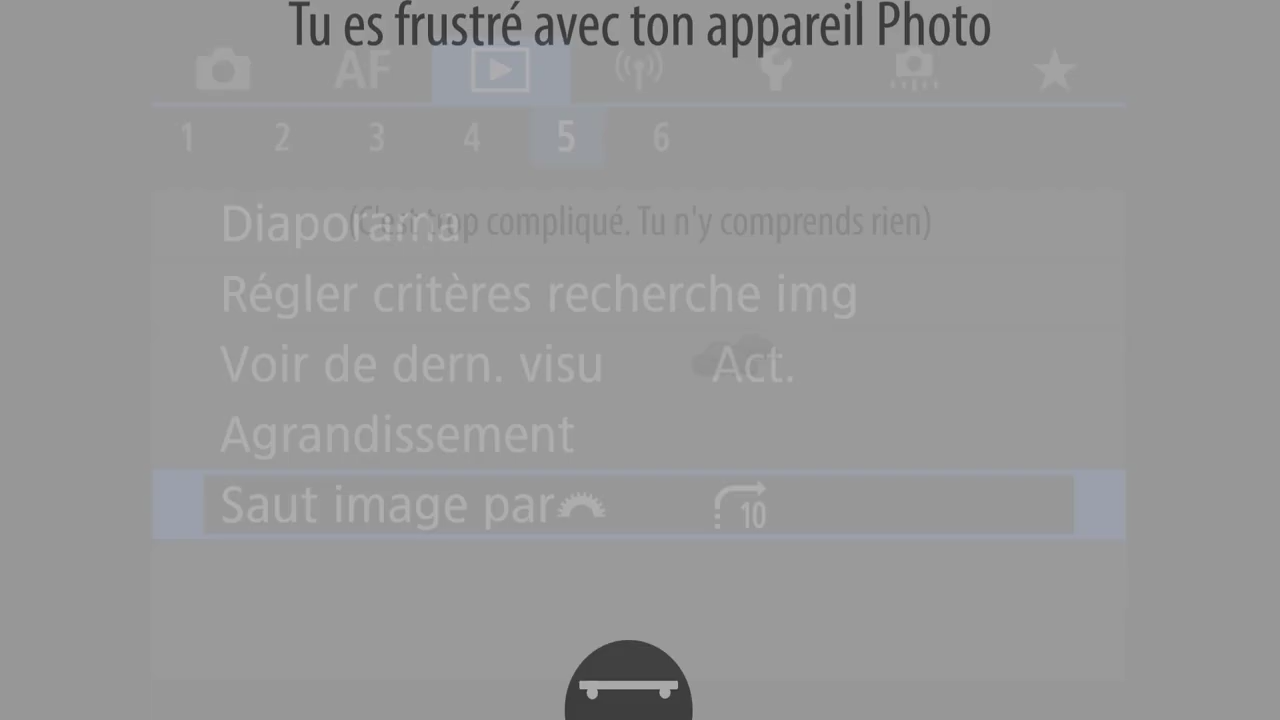 Tu es frustré avec ton appareil Photo
AF
1 2 3 4 5 6
Diaporama
(C'est trop compliqué. Tu n'y comprends rien)
Régler critères recherche img
Voir de dern. visu Act.
Agrandissement
Saut image par 10